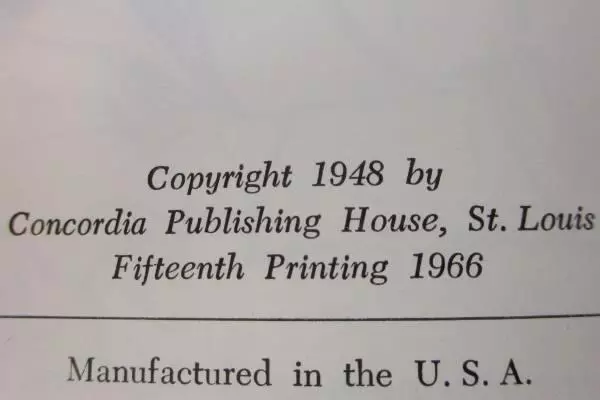 Copyright 1948 by
Concordia Publishing House, St. Louis
Fifteenth Printing 1966
Manufactured in the U. S. A.